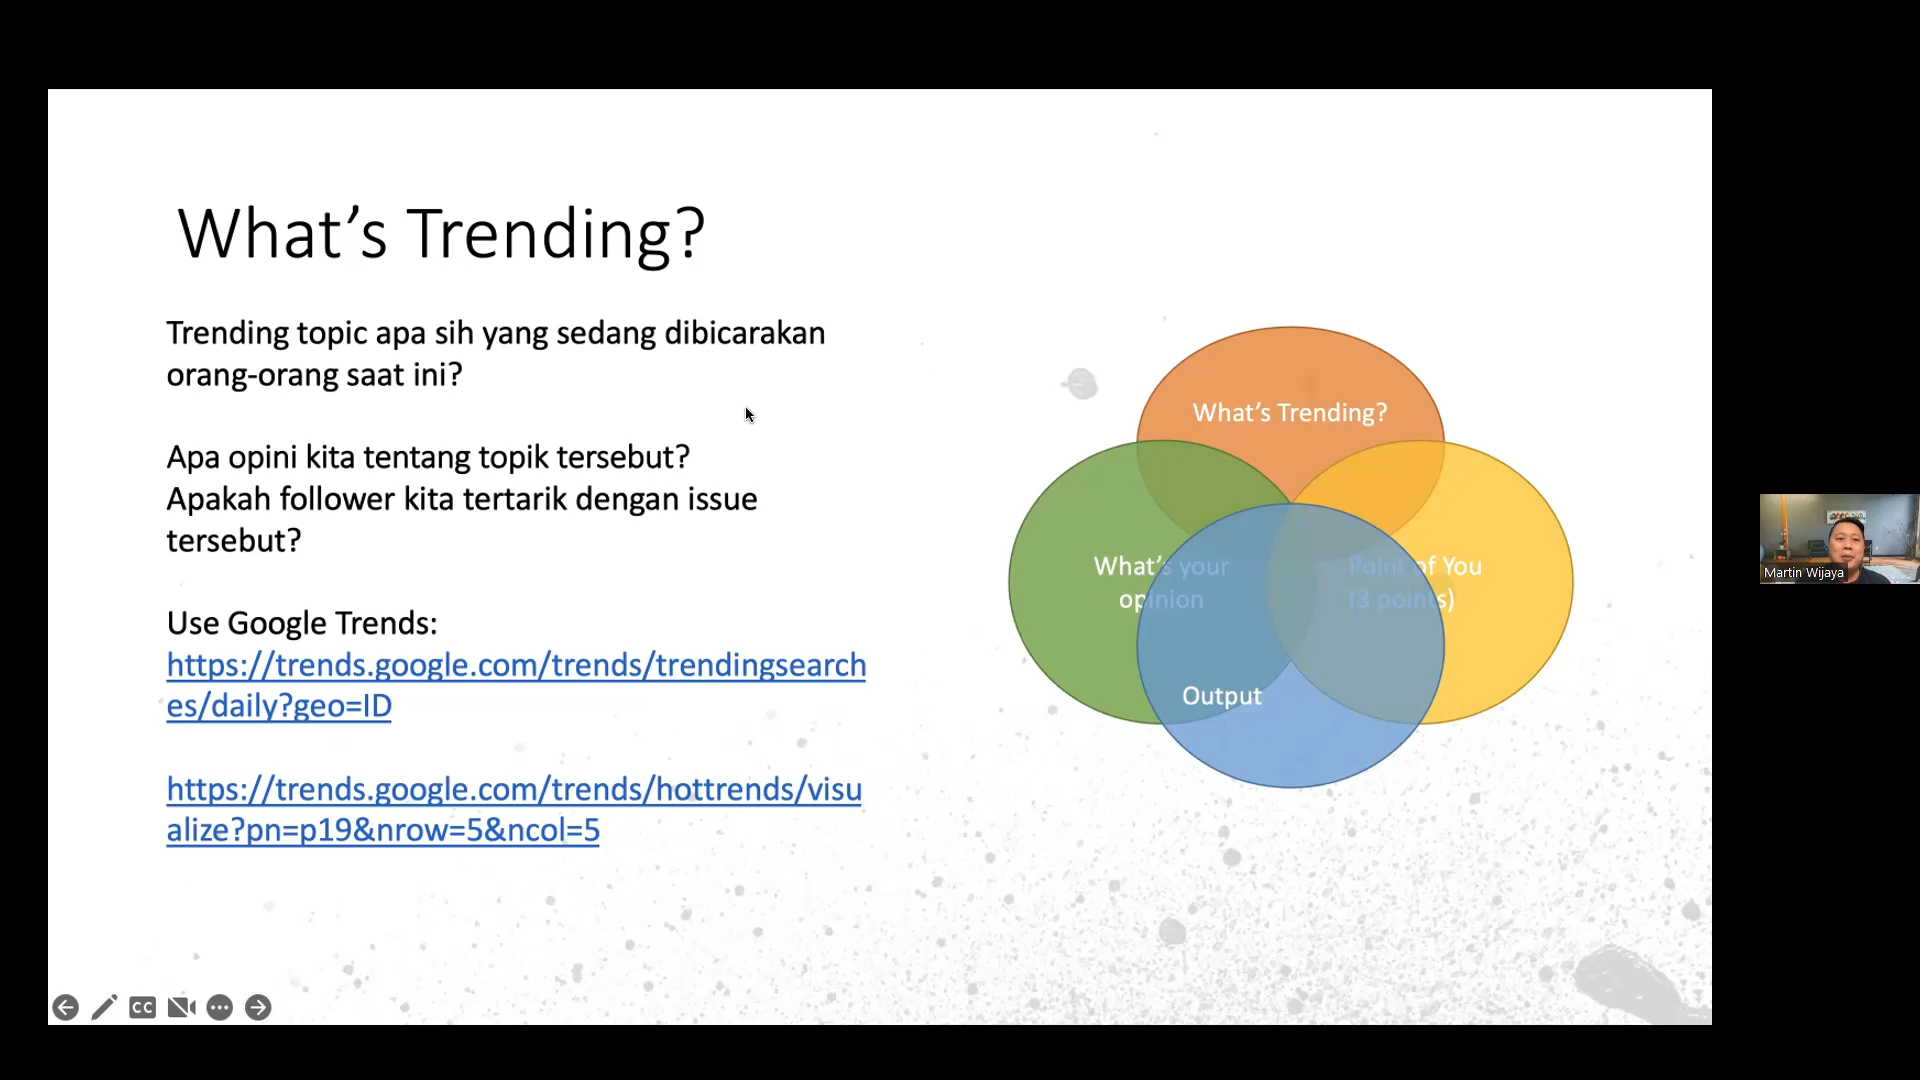 What's Trending?
Trending topic apa sih yang sedang dibicarakan
orang-orang saat ini?
Apa opini kita tentang topik tersebut?
Apakah follower kita tertarik dengan issue
tersebut?
Use Google Trends:
https://trends.google.com/trends/trendingsearch
es/daily?geo=ID
https://trends.google.com/trends/hottrends/visu
alize?pn=p19&nrow=5&ncol=5
What's Trending?
What's your
opinion
Point of You
(3 points)
Output
CC
Martin Wijaya